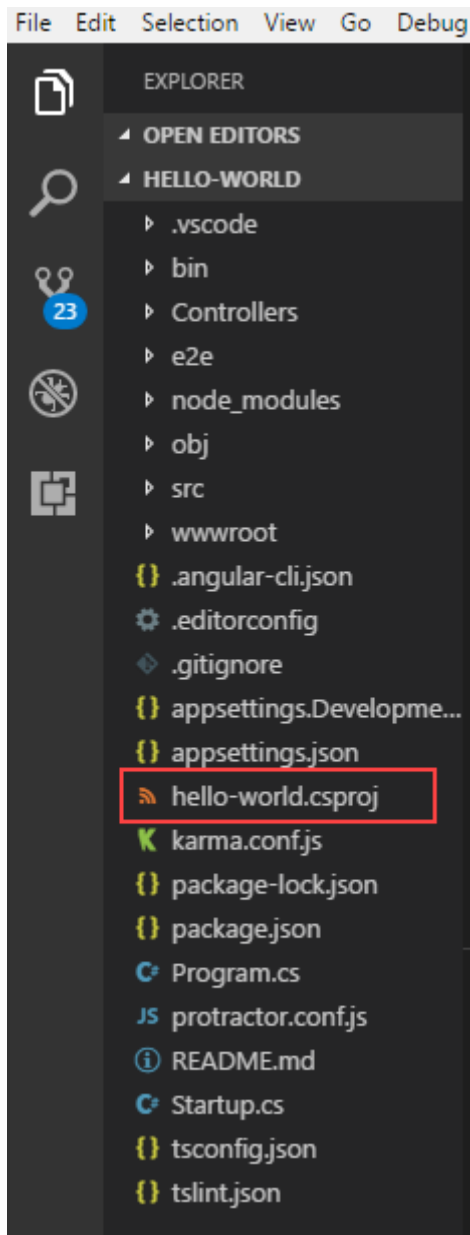 File Edit Selection View Go Debug
EXPLORER
OPEN EDITORS
HELLO-WORLD
.vscode
bin
23
Controllers
e2e
node_modules
obj
src
wwwroot
{} .angular-cli.json
.editorconfig
.gitignore
{} appsettings.Developme...
{} appsettings.json
hello-world.csproj
K karma.conf.js
{} package-lock.json
{} package.json
C# Program.cs
JS protractor.conf.js
README.md
C# Startup.cs
{} tsconfig.json
{} tslint.json